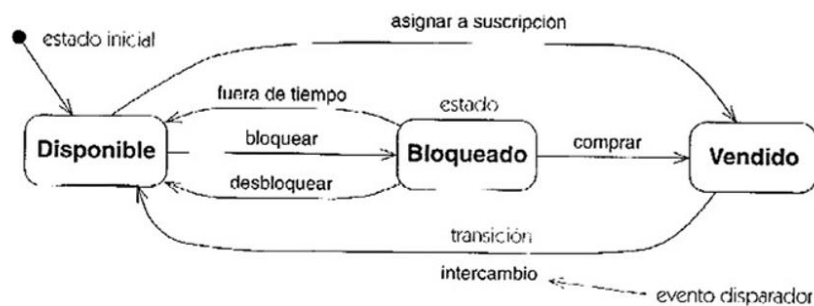 asignar a suscripción
estado inicial
fuera de tiempo
estado
Disponible
bloquear
Bloqueado
comprar
Vendido
desbloquear
transición
intercambio
evento disparador